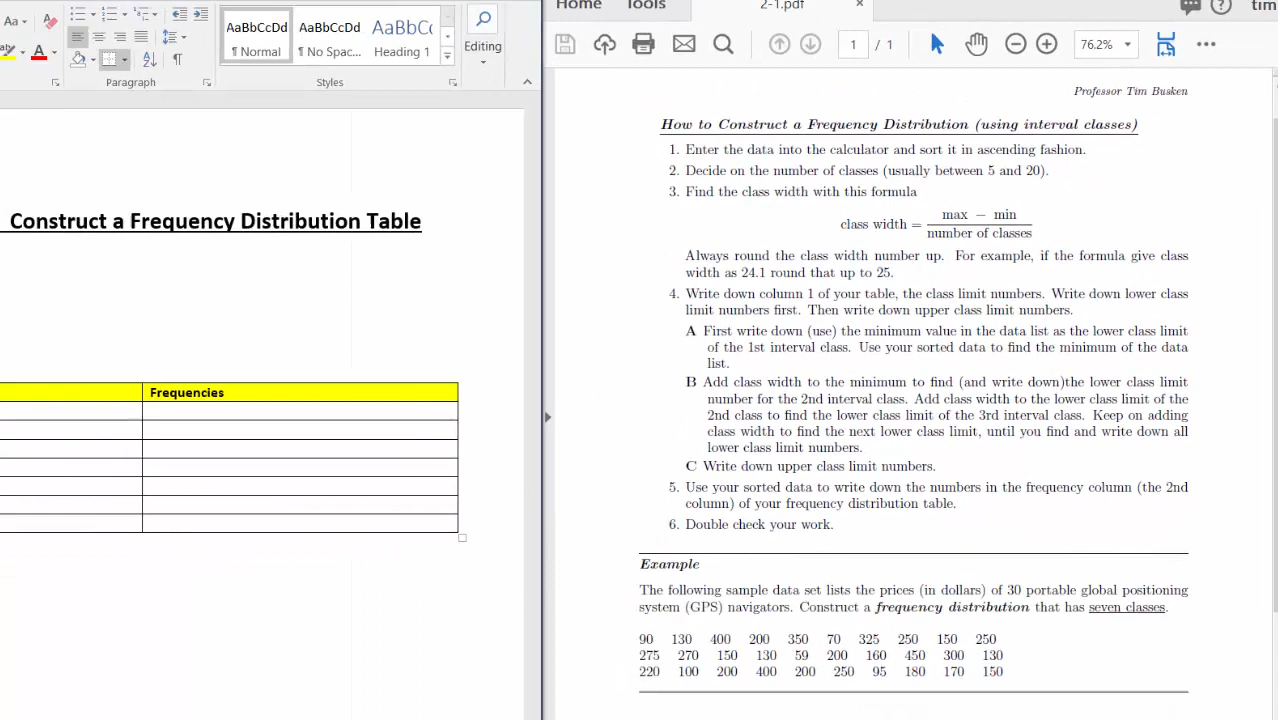 Aa
A
AaBbCcDd
¶ Normal
AaBbCcDd
¶ No Spac...
AaBbCc
Heading 1
Editing
Paragraph
Styles
Construct a Frequency Distribution Table
Frequencies
Home
Tools
2-1.pdf
×
tim
1 / 1
76.2%
Professor Tim Busken
How to Construct a Frequency Distribution (using interval classes)
1. Enter the data into the calculator and sort it in ascending fashion.
2. Decide on the number of classes (usually between 5 and 20).
3. Find the class width with this formula
class width = max − min / number of classes
Always round the class width number up. For example, if the formula give class
width as 24.1 round that up to 25.
4. Write down column 1 of your table, the class limit numbers. Write down lower class
limit numbers first. Then write down upper class limit numbers.
A First write down (use) the minimum value in the data list as the lower class limit
of the 1st interval class. Use your sorted data to find the minimum of the data
list.
B Add class width to the minimum to find (and write down)the lower class limit
number for the 2nd interval class. Add class width to the lower class limit of the
2nd class to find the lower class limit of the 3rd interval class. Keep on adding
class width to find the next lower class limit, until you find and write down all
lower class limit numbers.
C Write down upper class limit numbers.
5. Use your sorted data to write down the numbers in the frequency column (the 2nd
column) of your frequency distribution table.
6. Double check your work.
Example
The following sample data set lists the prices (in dollars) of 30 portable global positioning
system (GPS) navigators. Construct a frequency distribution that has seven classes.
90 130 400 200 350 70 325 250 150 250
275 270 150 130 59 200 160 450 300 130
220 100 200 400 200 250 95 180 170 150